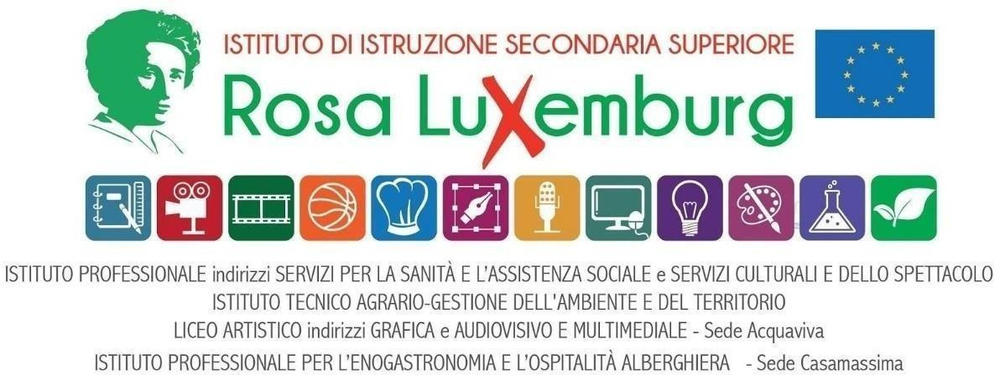 ISTITUTO DI ISTRUZIONE SECONDARIA SUPERIORE
Rosa LuXemburg
ISTITUTO PROFESSIONALE indirizzi SERVIZI PER LA SANITÀ E L'ASSISTENZA SOCIALE e SERVIZI CULTURALI E DELLO SPETTACOLO
ISTITUTO TECNICO AGRARIO-GESTIONE DELL'AMBIENTE E DEL TERRITORIO
LICEO ARTISTICO indirizzi GRAFICA e AUDIOVISIVO E MULTIMEDIALE - Sede Acquaviva
ISTITUTO PROFESSIONALE PER L'ENOGASTRONOMIA E L'OSPITALITÀ ALBERGHIERA - Sede Casamassima